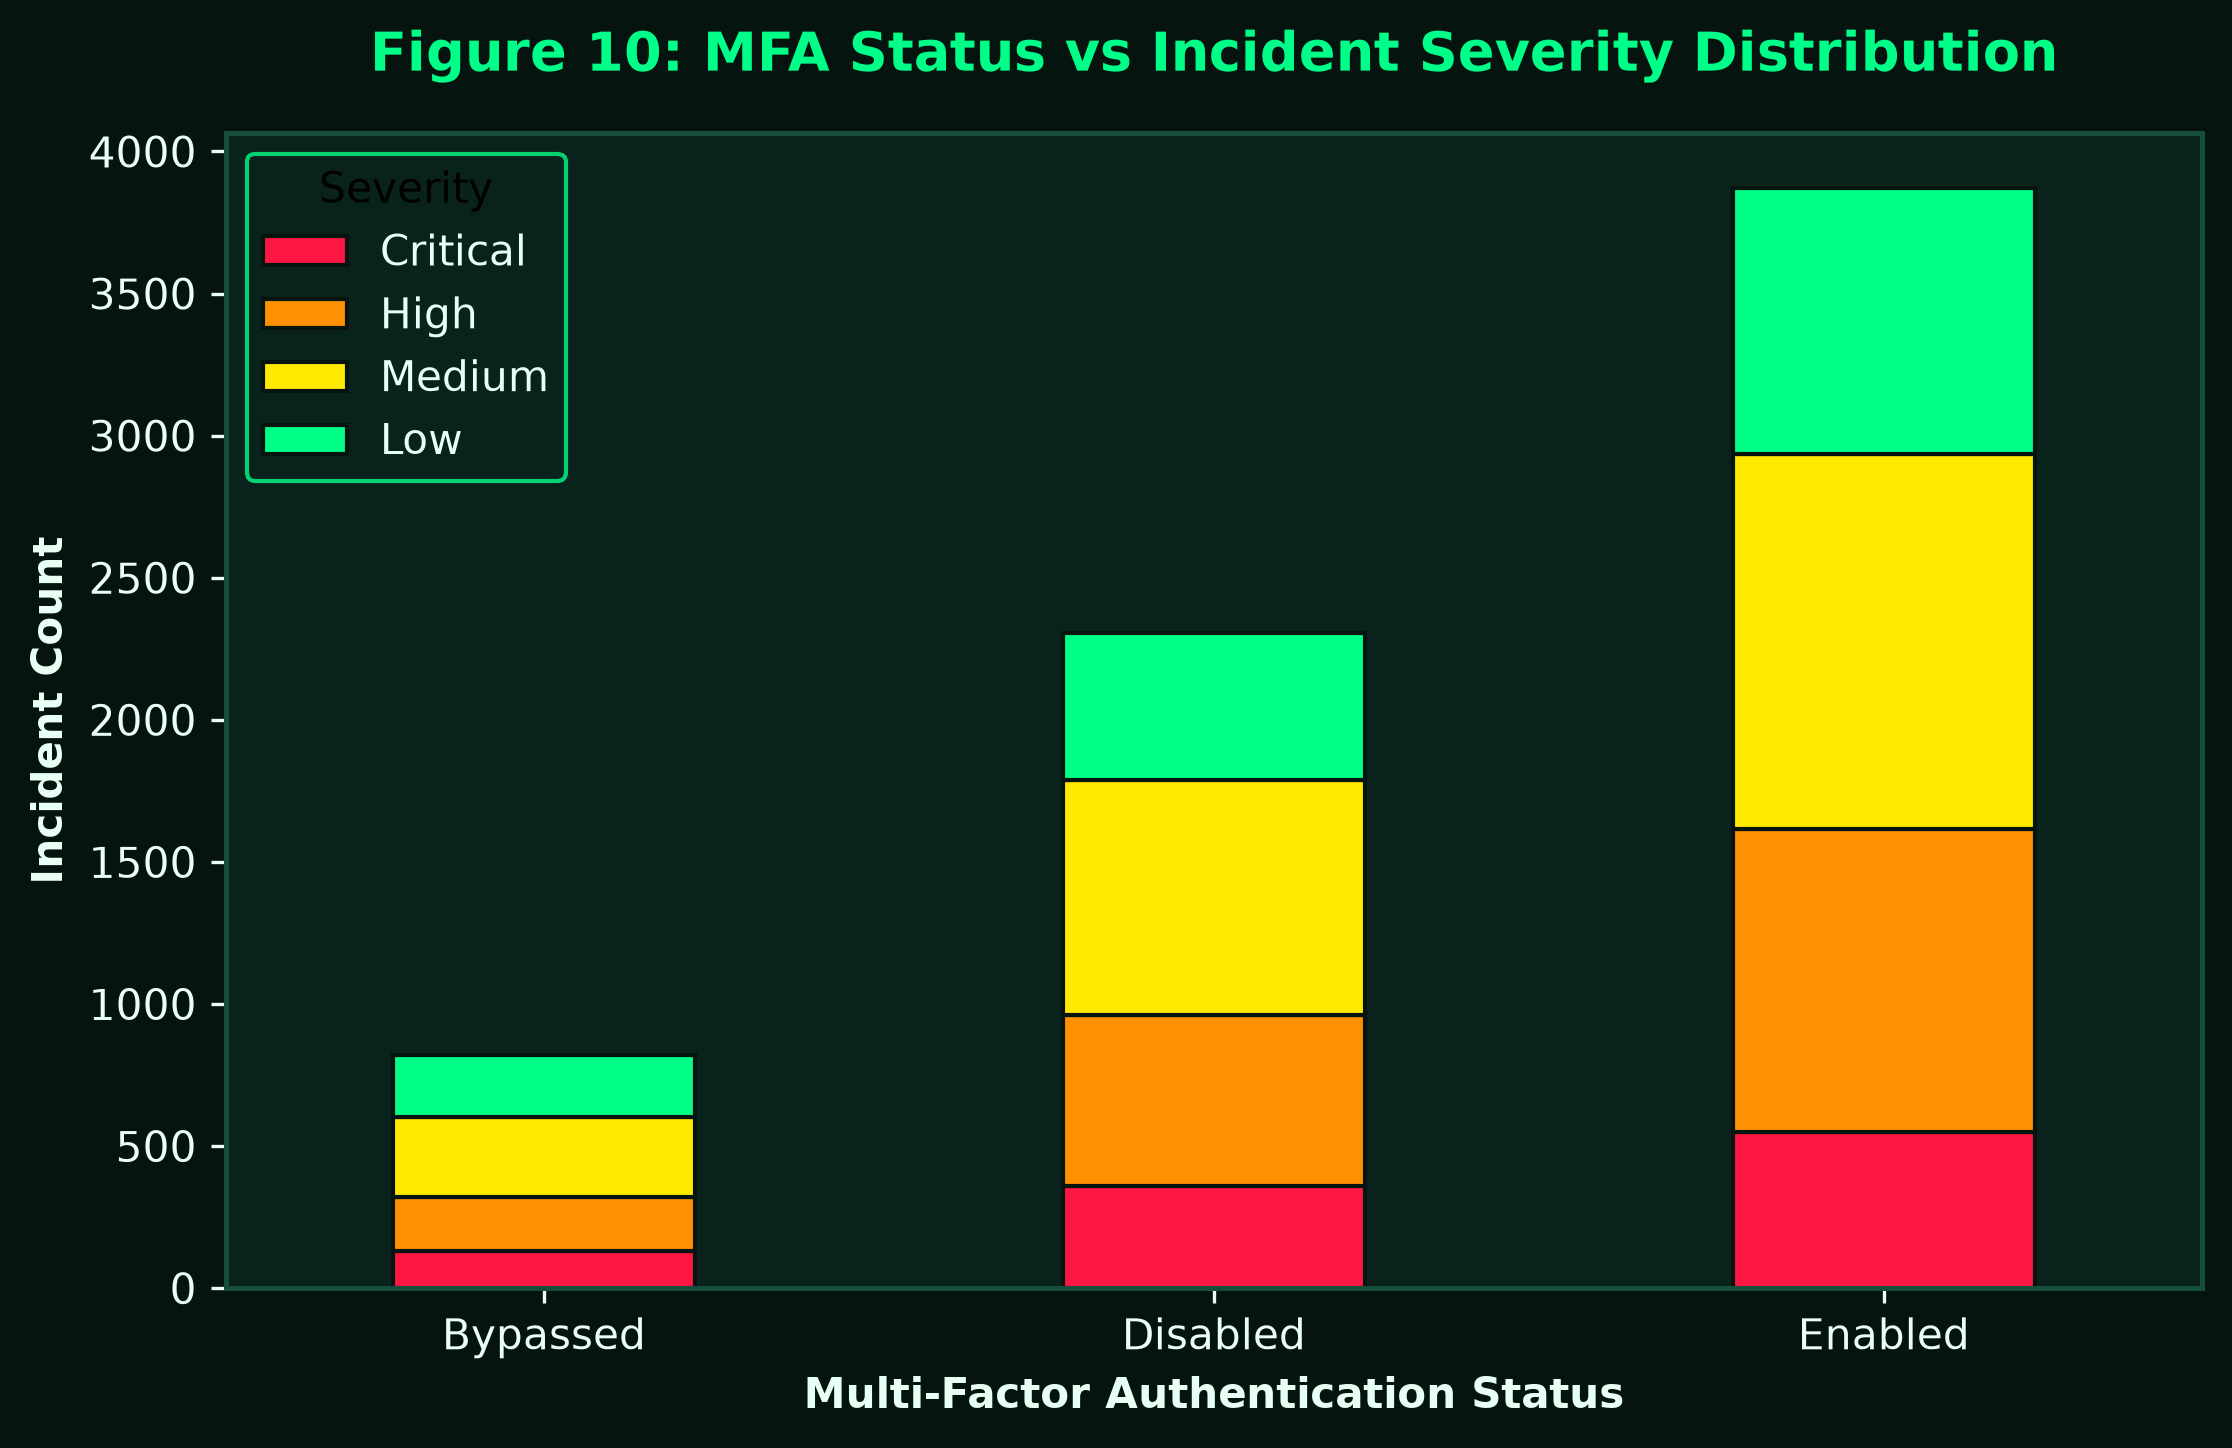 Figure 10: MFA Status vs Incident Severity Distribution
4000
3500
3000
2500
2000
1500
1000
500
0
Incident Count
Severity
Critical
High
Medium
Low
Bypassed
Disabled
Enabled
Multi-Factor Authentication Status